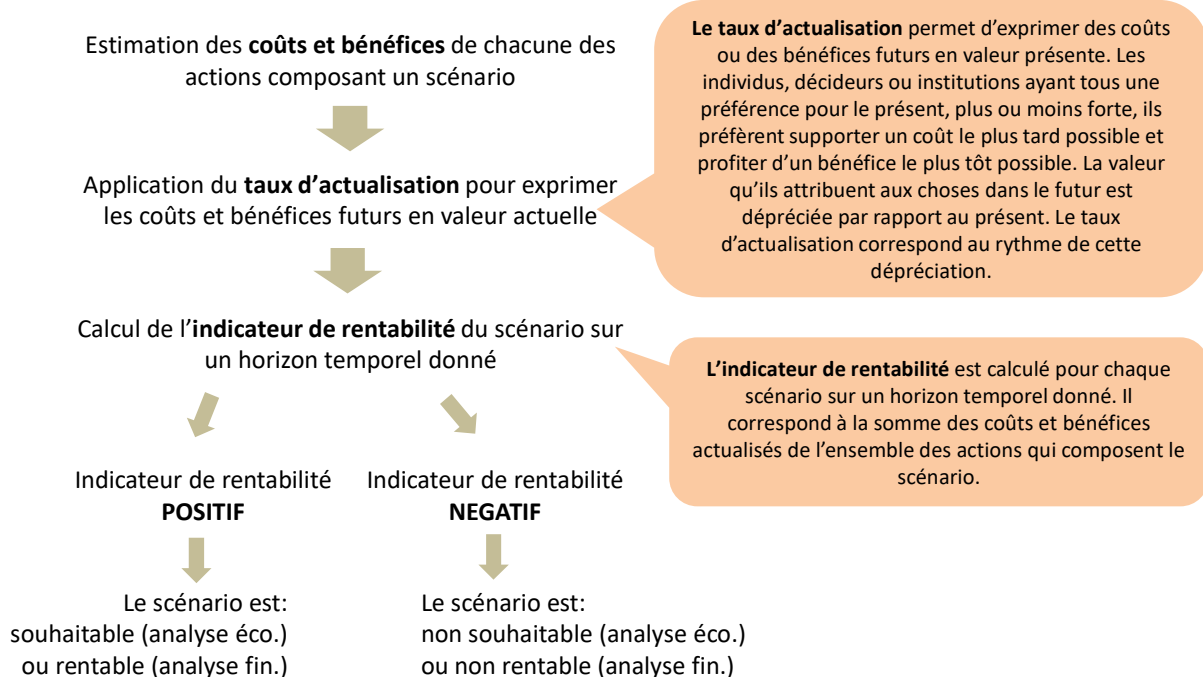 Estimation des coûts et bénéfices de chacune des
actions composant un scénario
Application du taux d'actualisation pour exprimer
les coûts et bénéfices futurs en valeur actuelle
Calcul de l'indicateur de rentabilité du scénario sur
un horizon temporel donné
Indicateur de rentabilité
POSITIF
Indicateur de rentabilité
NEGATIF
Le scénario est:
souhaitable (analyse éco.)
ou rentable (analyse fin.)
Le scénario est:
non souhaitable (analyse éco.)
ou non rentable (analyse fin.)
Le taux d'actualisation permet d'exprimer des coûts
ou des bénéfices futurs en valeur présente. Les
individus, décideurs ou institutions ayant tous une
préférence pour le présent, plus ou moins forte, ils
préfèrent supporter un coût le plus tard possible et
profiter d'un bénéfice le plus tôt possible. La valeur
qu'ils attribuent aux choses dans le futur est
dépréciée par rapport au présent. Le taux
d'actualisation correspond au rythme de cette
dépréciation.
L'indicateur de rentabilité est calculé pour chaque
scénario sur un horizon temporel donné. Il
correspond à la somme des coûts et bénéfices
actualisés de l'ensemble des actions qui composent le
scénario.